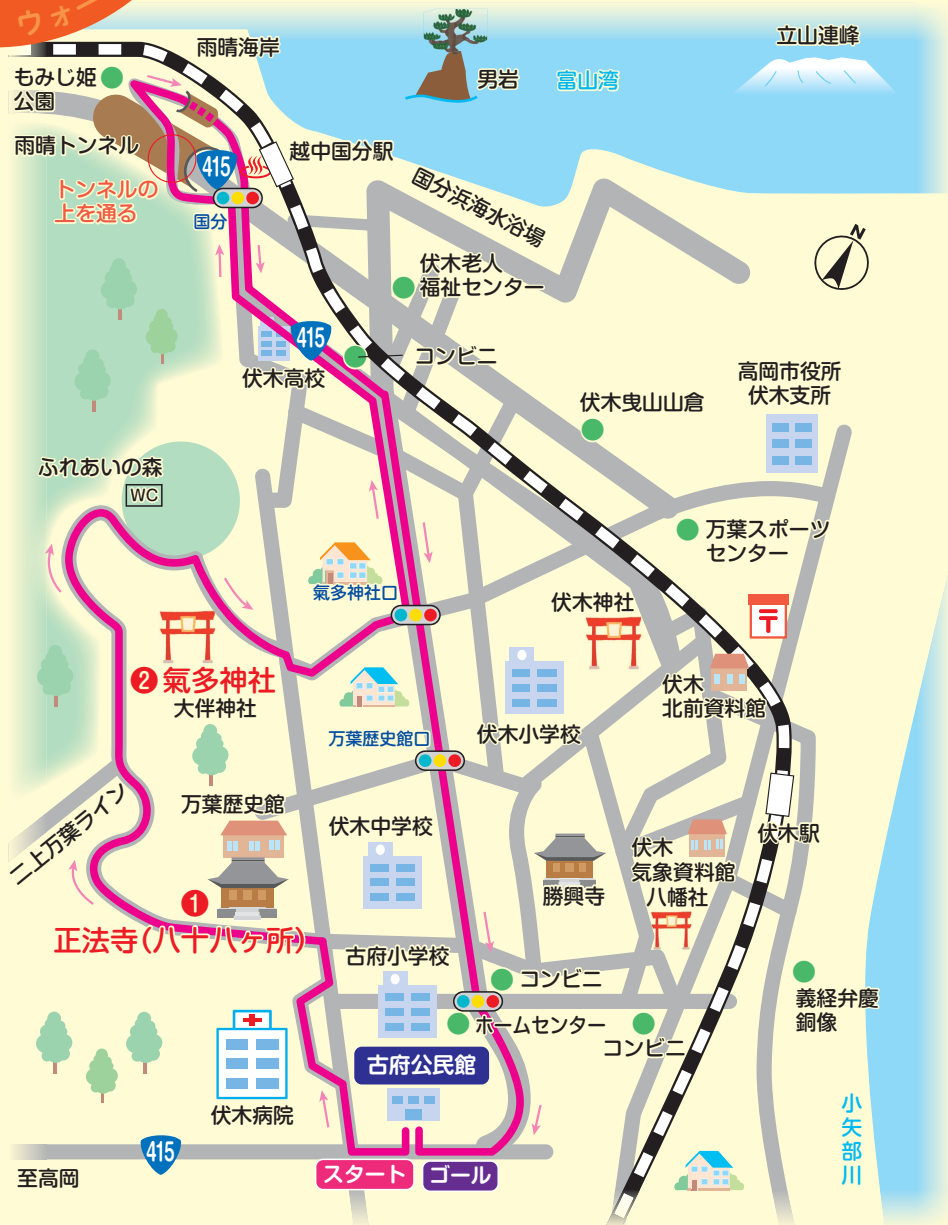 ウォー
雨晴海岸
立山連峰
もみじ姫
公園
男岩
富山湾
雨晴トンネル
415
越中国分駅
トンネルの
上を通る
国分
国分浜海水浴場
N
伏木老人
福祉センター
415
コンビニ
伏木高校
高岡市役所
伏木支所
伏木曳山山倉
ふれあいの森
WC
万葉スポーツ
センター
氣多神社口
伏木神社
〒
❷氣多神社
大伴神社
伏木
北前資料館
万葉歴史館口
伏木小学校
万葉歴史館
二上万葉ライン
伏木中学校
伏木駅
伏木
気象資料館
八幡社
勝興寺
❶
正法寺(八十八ヶ所)
古府小学校
コンビニ
義経弁慶
銅像
ホームセンター
コンビニ
古府公民館
伏木病院
小矢部川
415
至高岡
スタート
ゴール